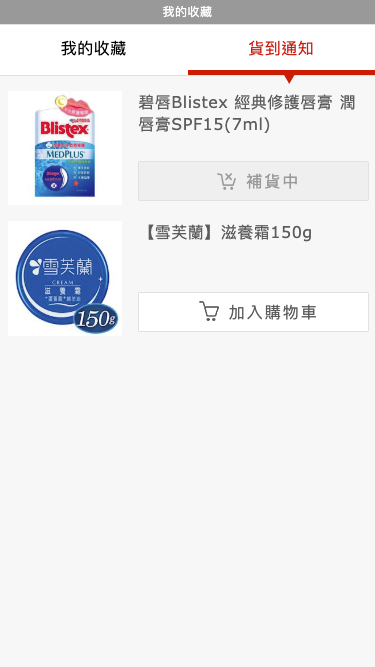 我的收藏
我的收藏
貨到通知
碧唇Blistex 經典修護唇膏 潤
唇膏SPF15(7ml)
Blistex
MEDPLUS
補貨中
【雪芙蘭】滋養霜150g
雪芙蘭
CREAM
滋養霜
150g
加入購物車